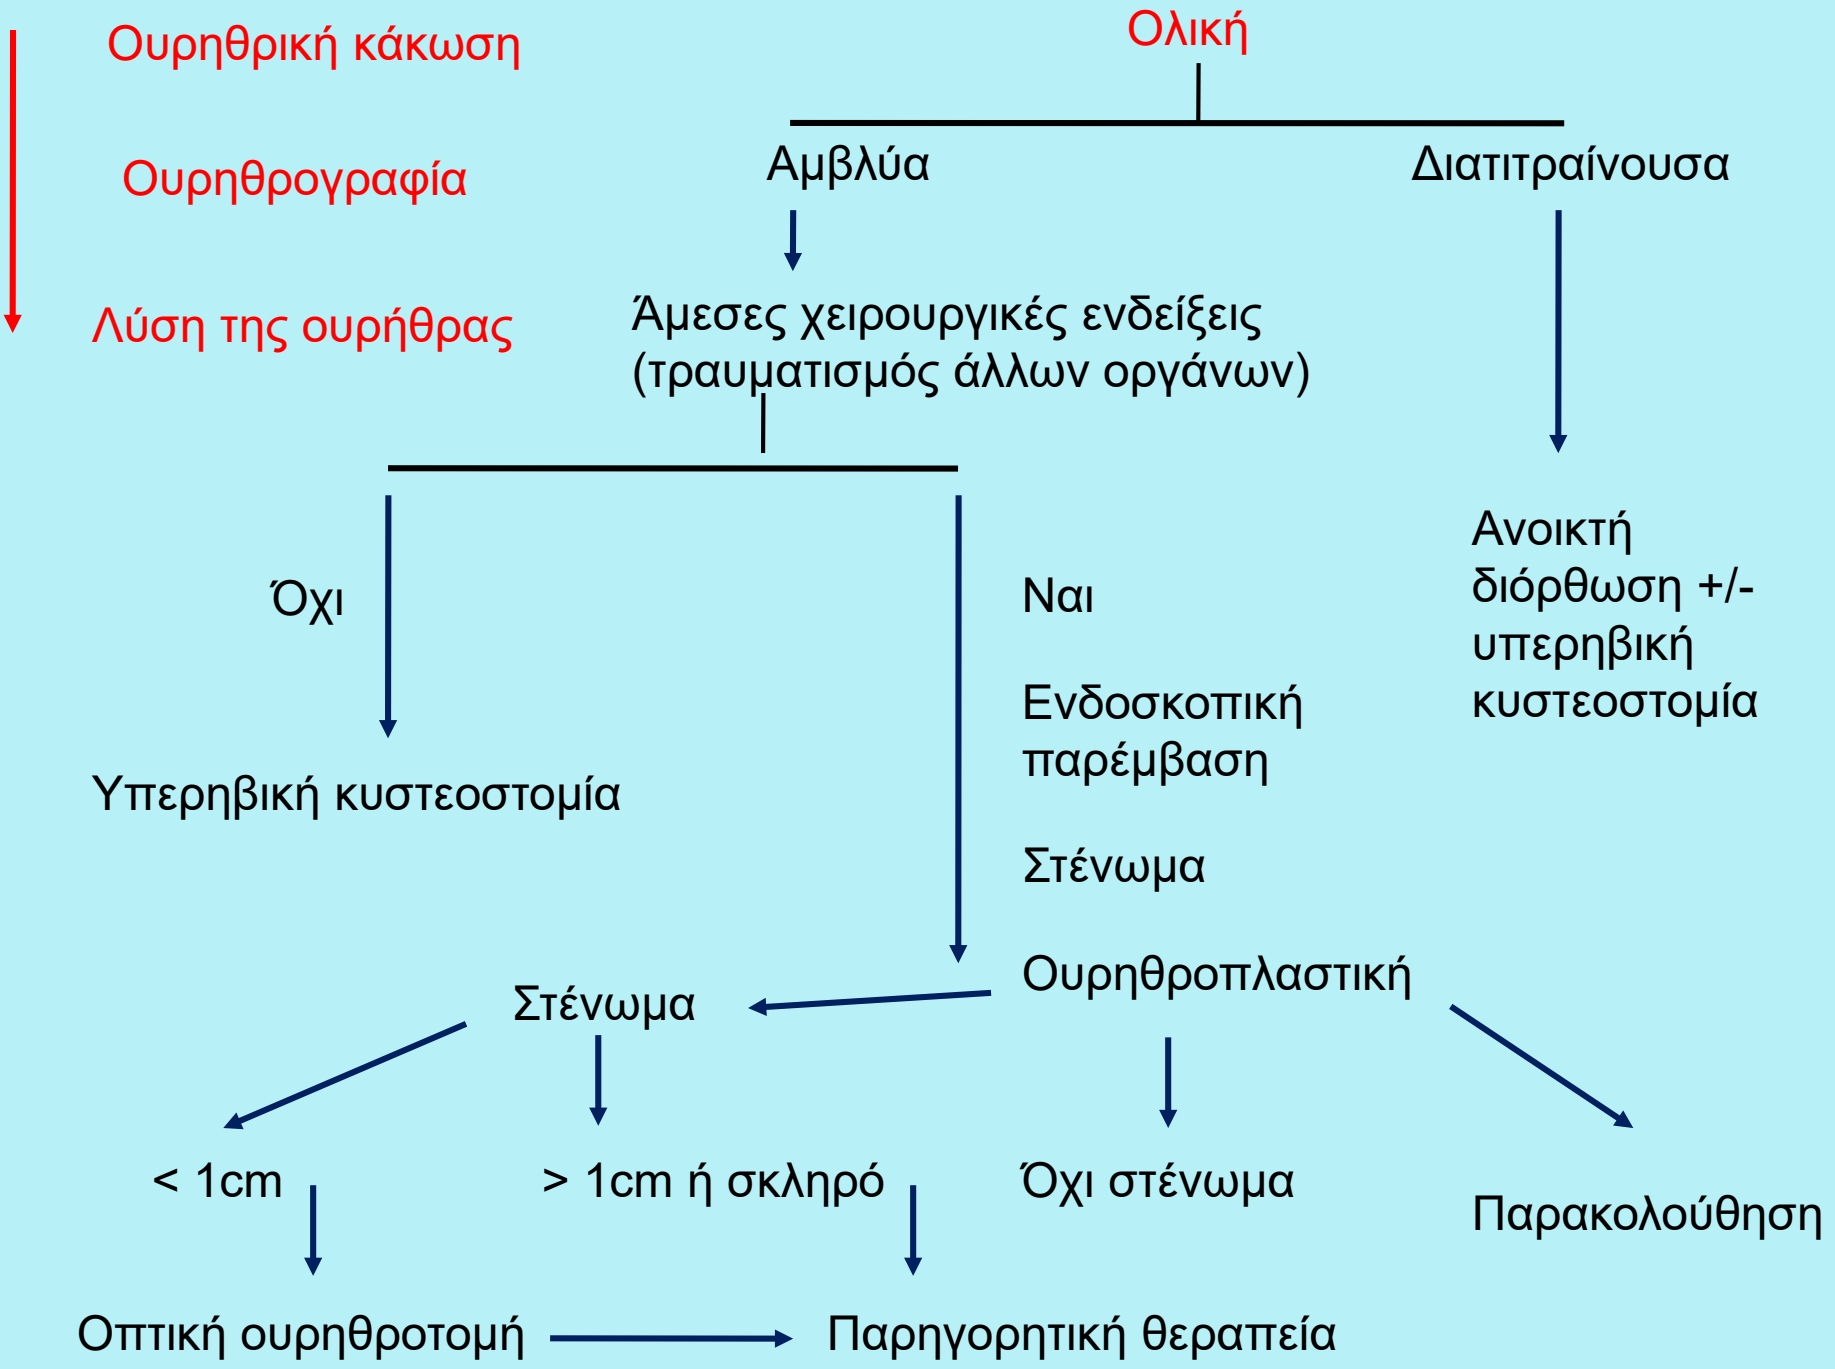 Ουρηθρική κάκωση
Ουρηθρογραφία
Λύση της ουρήθρας
Ολική
Αμβλύα
Διατιτραίνουσα
Άμεσες χειρουργικές ενδείξεις
(τραυματισμός άλλων οργάνων)
Όχι
Υπερηβική κυστεοστομία
Ναι
Ενδοσκοπική
παρέμβαση
Στένωμα
Ουρηθροπλαστική
Ανοικτή
διόρθωση +/-
υπερηβική
κυστεοστομία
Στένωμα
< 1cm
> 1cm ή σκληρό
Όχι στένωμα
Παρακολούθηση
Οπτική ουρηθροτομή
Παρηγορητική θεραπεία